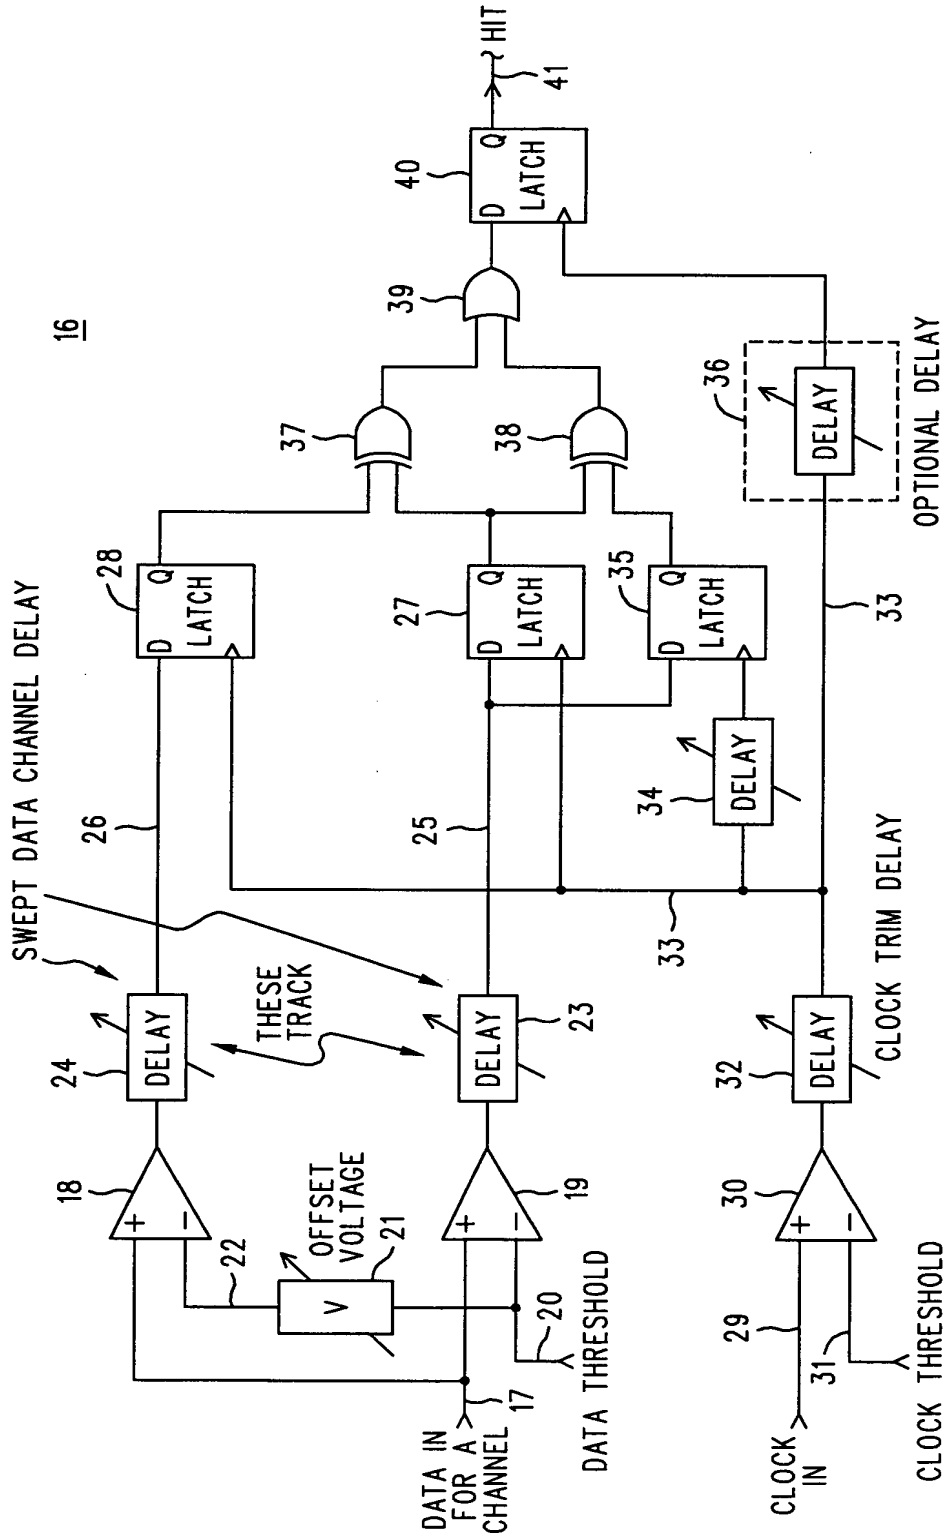 16
SWEPT DATA CHANNEL DELAY
DATA IN
FOR A
CHANNEL
17
DATA THRESHOLD
20
22
V
OFFSET
VOLTAGE
21
+
−
18
+
−
19
24
DELAY
THESE
TRACK
DELAY
23
26
25
28
D
Q
LATCH
27
D
Q
LATCH
35
D
Q
LATCH
34
DELAY
33
37
38
39
40
D
Q
LATCH
41
HIT
CLOCK
IN
29
31
CLOCK THRESHOLD
+
−
30
32
DELAY
CLOCK TRIM DELAY
33
36
DELAY
OPTIONAL DELAY